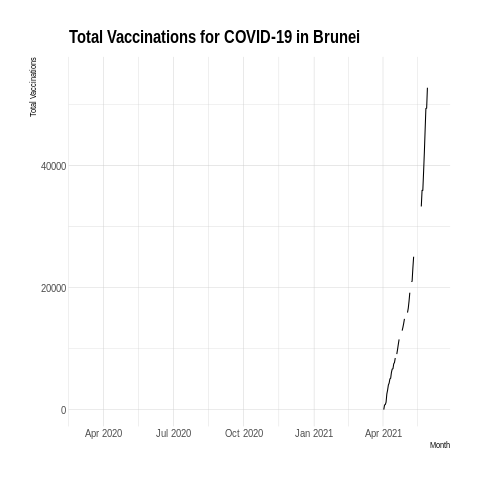 Total Vaccinations for COVID-19 in Brunei
Total Vaccinations
40000
20000
0
Apr 2020 Jul 2020 Oct 2020 Jan 2021 Apr 2021
Month